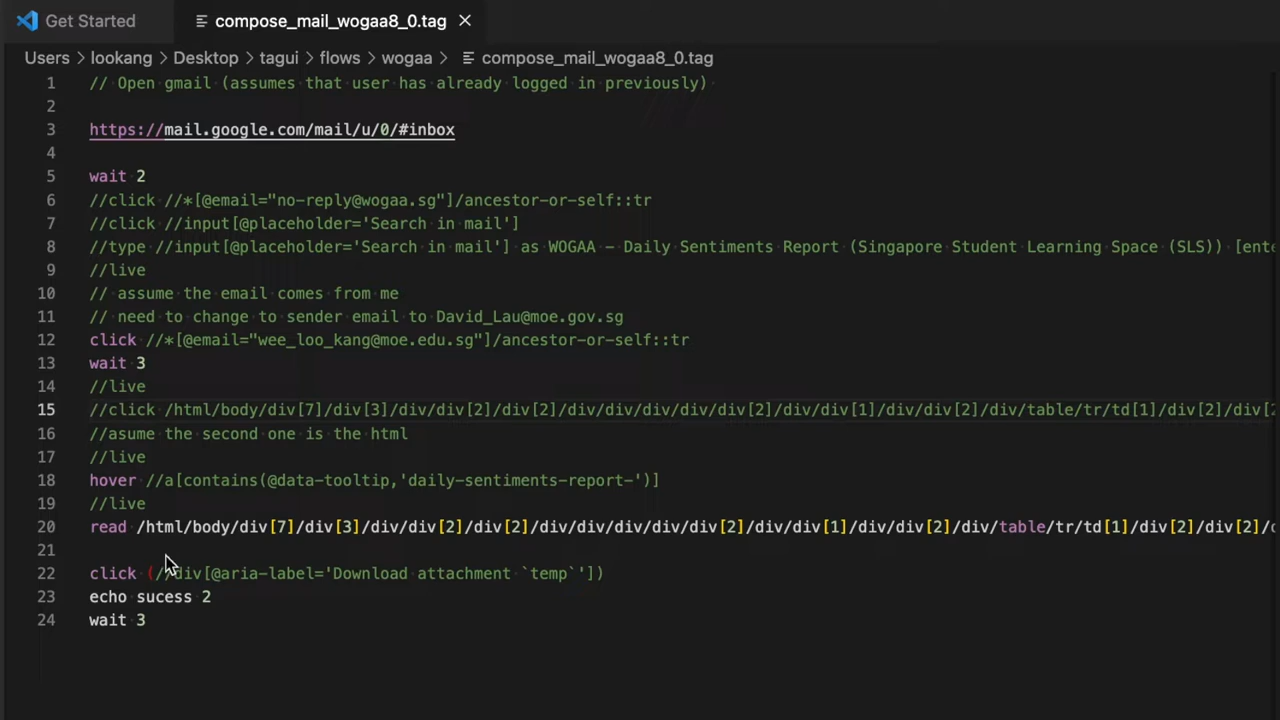 Get Started
compose_mail_wogaa8_0.tag
Users > lookang > Desktop > tagui > flows > wogaa > compose_mail_wogaa8_0.tag
1 // Open gmail (assumes that user has already logged in previously)
2
3 https://mail.google.com/mail/u/0/#inbox
4
5 wait 2
6 //click //*[@email="no-reply@wogaa.sg"]/ancestor-or-self::tr
7 //click //input[@placeholder='Search in mail']
8 //type //input[@placeholder='Search in mail'] as WOGAA - Daily Sentiments Report (Singapore Student Learning Space (SLS)) [ente
9 //live
10 // assume the email comes from me
11 // need to change to sender email to David_Lau@moe.gov.sg
12 click //*[@email="wee_loo_kang@moe.edu.sg"]/ancestor-or-self::tr
13 wait 3
14 //live
15 //click /html/body/div[7]/div[3]/div/div[2]/div[2]/div/div/div/div/div[2]/div/div[1]/div/div[2]/div/table/tr/td[1]/div[2]/div[2
16 //asume the second one is the html
17 //live
18 hover //a[contains(@data-tooltip,'daily-sentiments-report-')]
19 //live
20 read /html/body/div[7]/div[3]/div/div[2]/div[2]/div/div/div/div/div[2]/div/div[1]/div/div[2]/div/table/tr/td[1]/div[2]/div[2]/
21
22 click (//div[@aria-label='Download attachment `temp`'])
23 echo sucess 2
24 wait 3